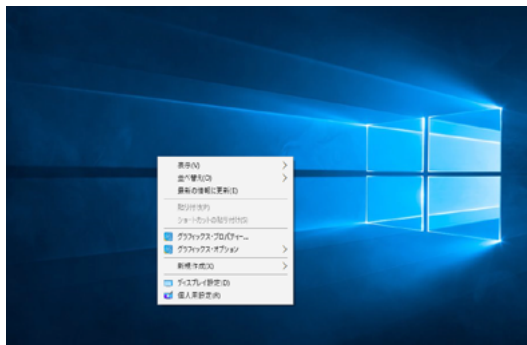 表示(V)
並べ替え(O)
最新の情報に更新(E)
貼り付け(P)
ショートカットの貼り付け(S)
グラフィックス・プロパティー...
グラフィックス・オプション
新規作成(X)
ディスプレイ設定(D)
個人用設定(R)